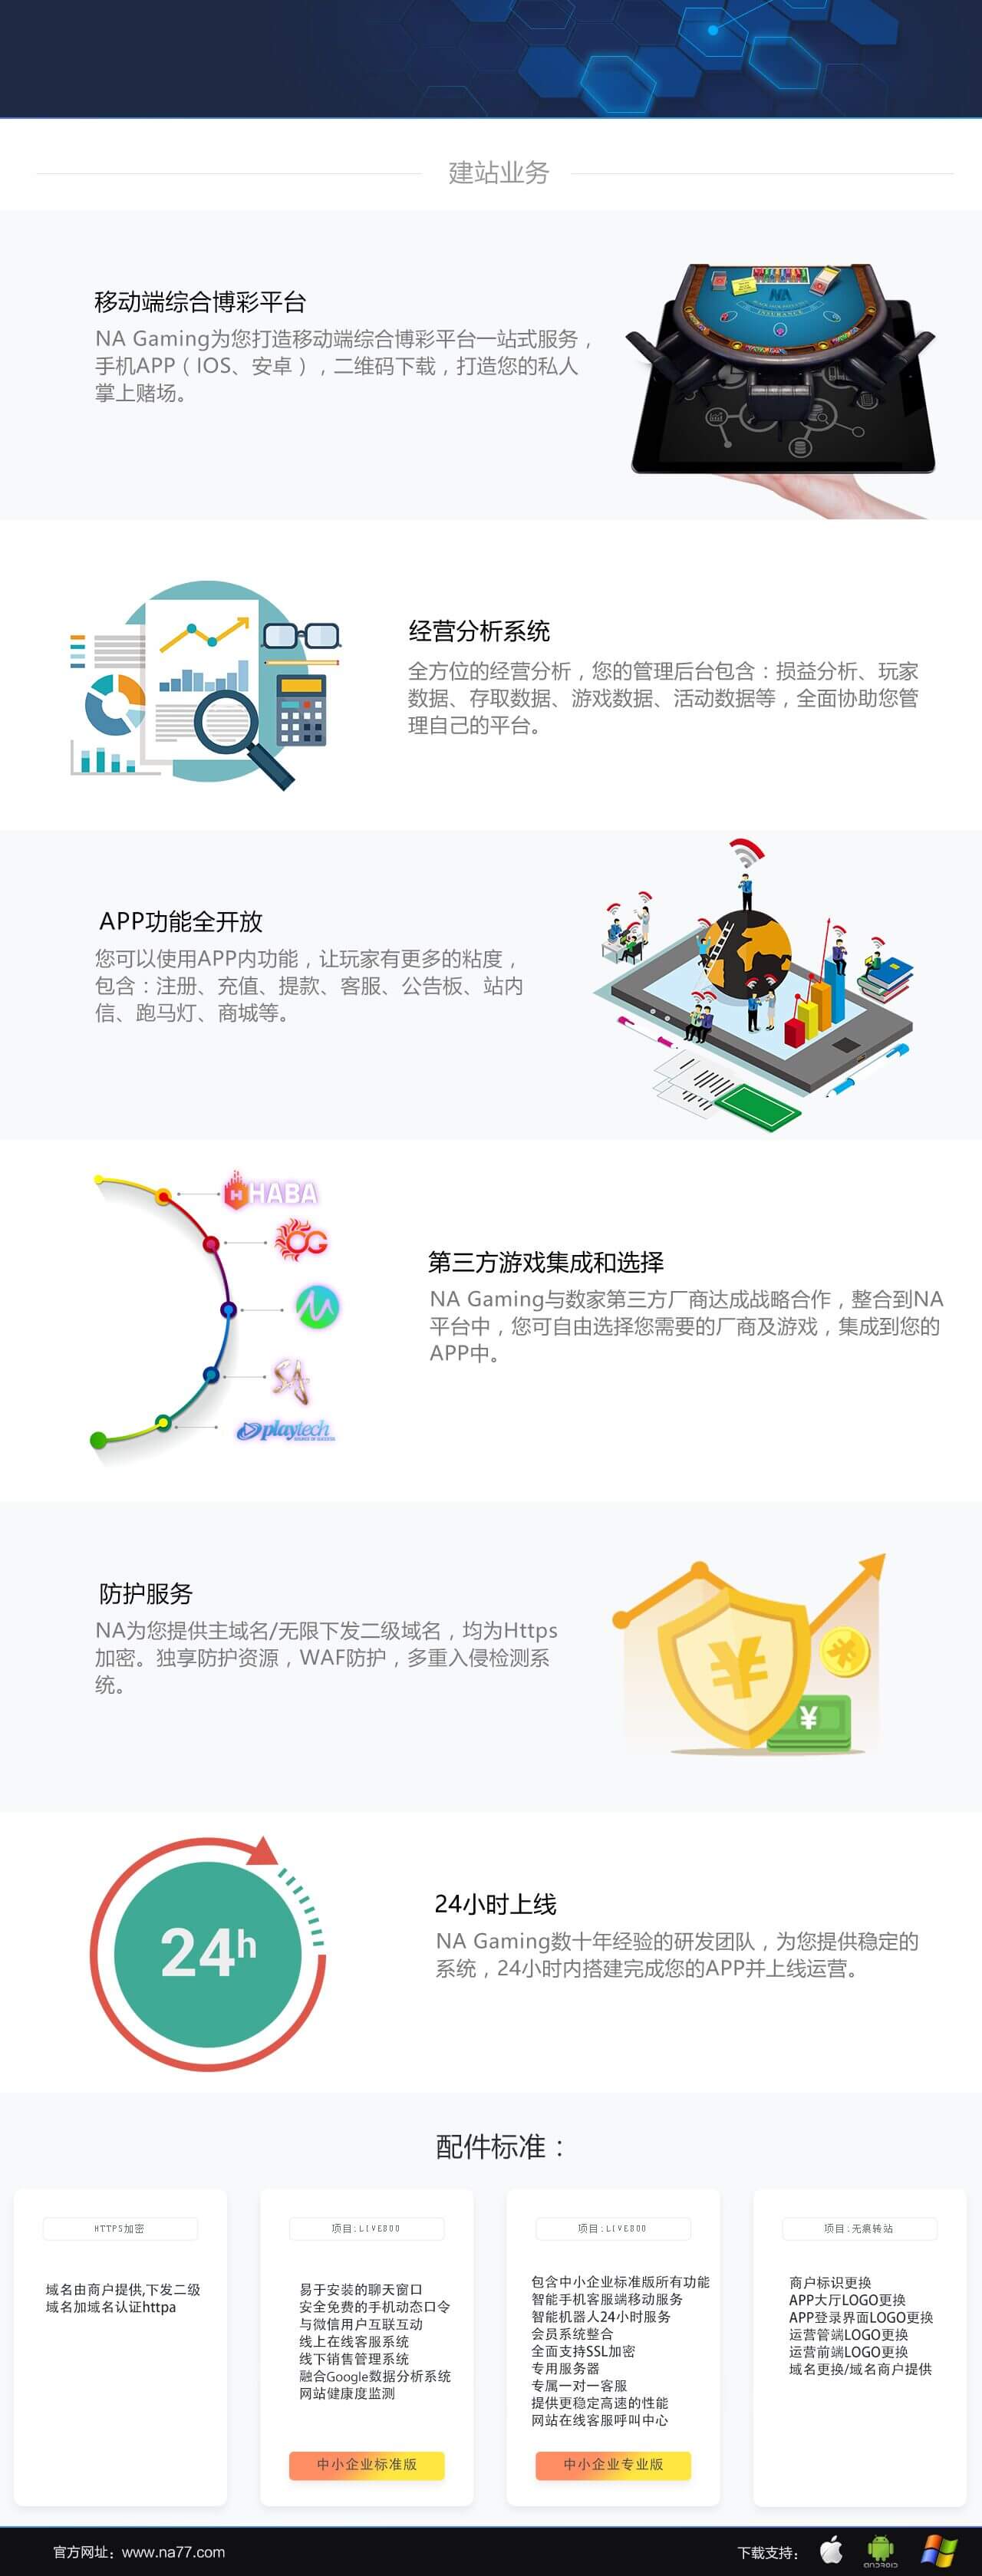 建站业务
移动端综合博彩平台
NA Gaming为您打造移动端综合博彩平台一站式服务，
手机APP（IOS、安卓），二维码下载，打造您的私人
掌上赌场。
NA
INSURANCE
经营分析系统
全方位的经营分析，您的管理后台包含：损益分析、玩家
数据、存取数据、游戏数据、活动数据等，全面协助您管
理自己的平台。
APP功能全开放
您可以使用APP内功能，让玩家有更多的粘度，
包含：注册、充值、提款、客服、公告板、站内
信、跑马灯、商城等。
HABA
CG
SA
playtech
SOURCE OF SUCCESS
第三方游戏集成和选择
NA Gaming与数家第三方厂商达成战略合作，整合到NA
平台中，您可自由选择您需要的厂商及游戏，集成到您的
APP中。
防护服务
NA为您提供主域名/无限下发二级域名，均为Https
加密。独享防护资源，WAF防护，多重入侵检测系
统。
¥
¥
24h
24小时上线
NA Gaming数十年经验的研发团队，为您提供稳定的
系统，24小时内搭建完成您的APP并上线运营。
配件标准：
HTTPS加密
域名由商户提供,下发二级
域名加域名认证httpa
项目:LIVE800
易于安装的聊天窗口
安全免费的手机动态口令
与微信用户互联互动
线上在线客服系统
线下销售管理系统
融合Google数据分析系统
网站健康度监测
中小企业标准版
项目:LIVE800
包含中小企业标准版所有功能
智能手机客服端移动服务
智能机器人24小时服务
会员系统整合
全面支持SSL加密
专用服务器
专属一对一客服
提供更稳定高速的性能
网站在线客服呼叫中心
中小企业专业版
项目:无痕转站
商户标识更换
APP大厅LOGO更换
APP登录界面LOGO更换
运营管端LOGO更换
运营前端LOGO更换
域名更换/域名商户提供
官方网址：www.na77.com
下载支持：
ANDROID